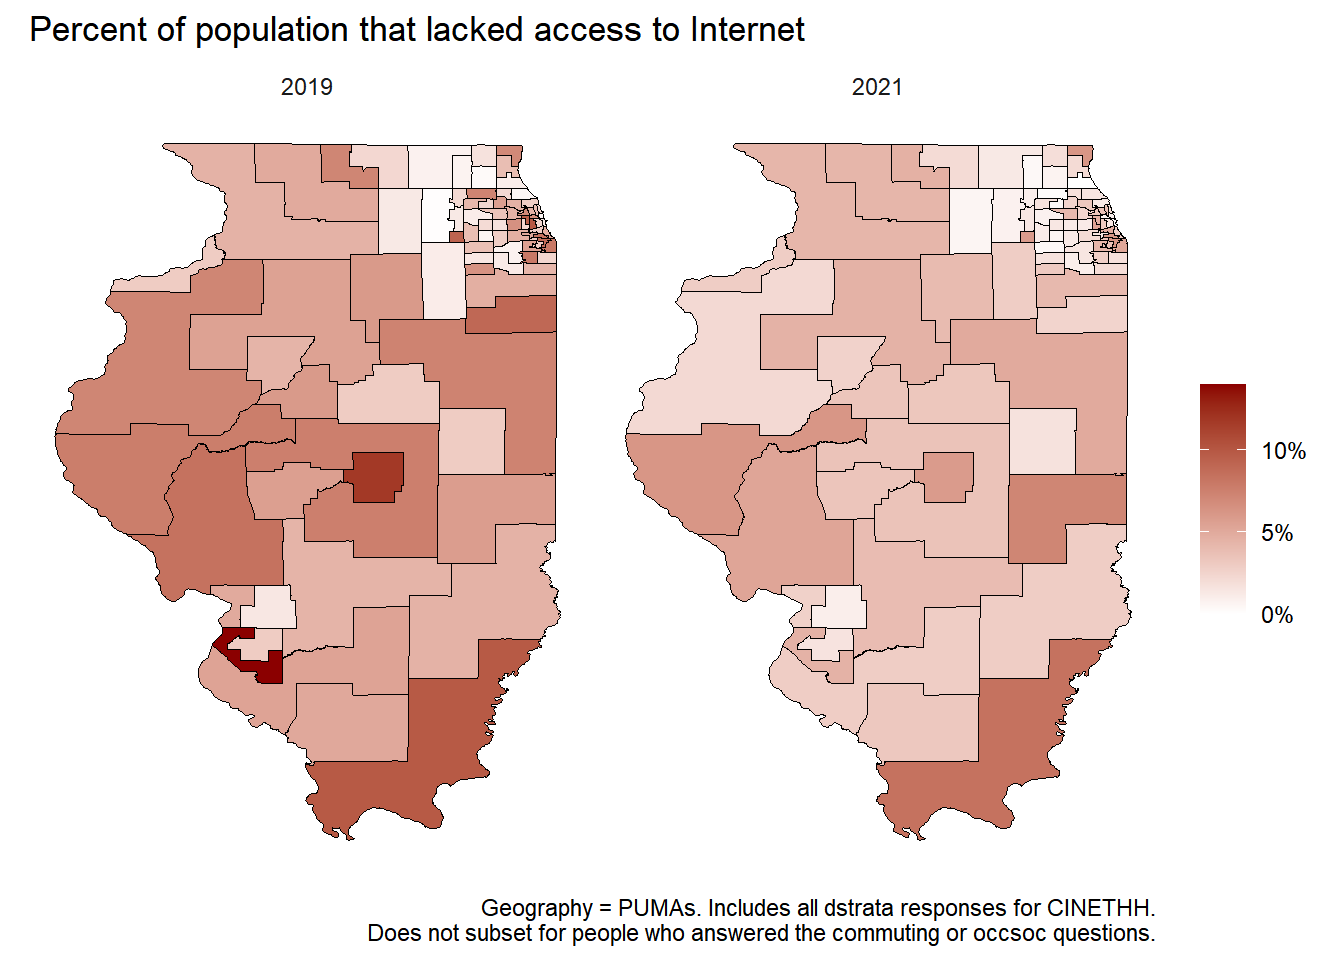 Percent of population that lacked access to Internet
2019
2021
10%
5%
0%
Geography = PUMAs. Includes all dstrata responses for CINETHH.
Does not subset for people who answered the commuting or occsoc questions.